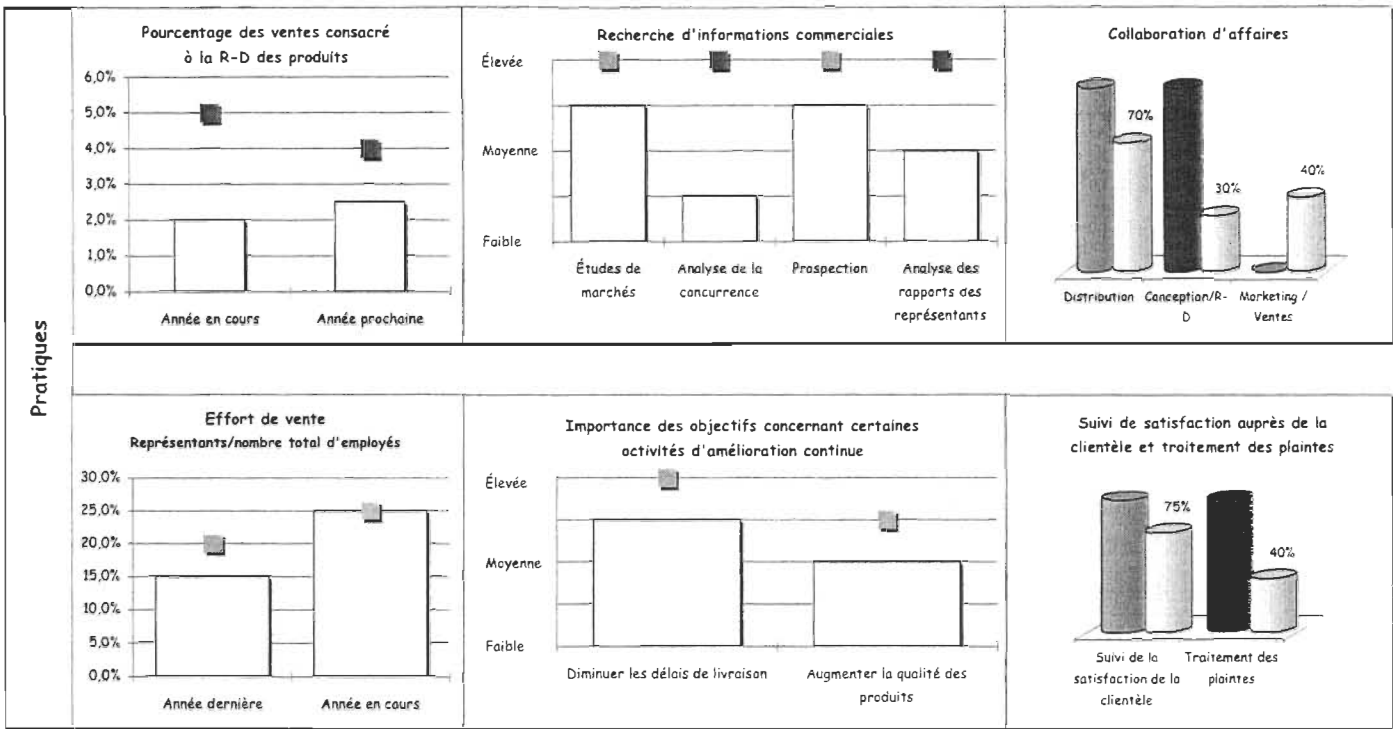 Pratiques
Pourcentage des ventes consacré
à la R-D des produits
6,0%
5,0%
4,0%
3,0%
2,0%
1,0%
0,0%
Année en cours
Année prochaine
Recherche d'informations commerciales
Élevée
Moyenne
Faible
Études de
marchés
Analyse de la
concurrence
Prospection
Analyse des
rapports des
représentants
Collaboration d'affaires
70%
30%
40%
Distribution
Conception/R-
D
Marketing /
Ventes
Effort de vente
Représentants/nombre total d'employés
30,0%
25,0%
20,0%
15,0%
10,0%
5,0%
0,0%
Année dernière
Année en cours
Importance des objectifs concernant certaines
activités d'amélioration continue
Élevée
Moyenne
Faible
Diminuer les délais de livraison
Augmenter la qualité des
produits
Suivi de satisfaction auprès de la
clientèle et traitement des plaintes
75%
40%
Suivi de la
satisfaction de la
clientèle
Traitement des
plaintes